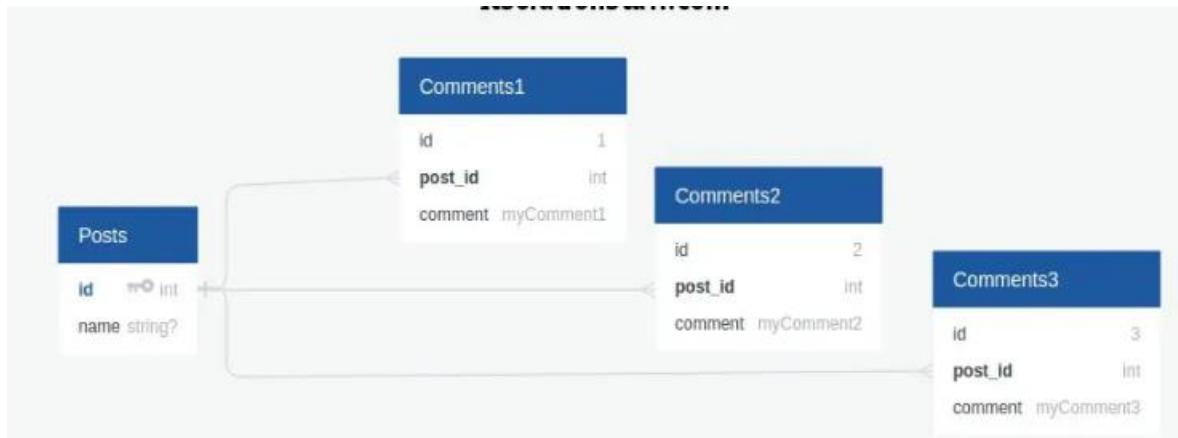 Posts
id int
name string?
Comments1
id 1
post_id int
comment myComment1
Comments2
id 2
post_id int
comment myComment2
Comments3
id 3
post_id int
comment myComment3